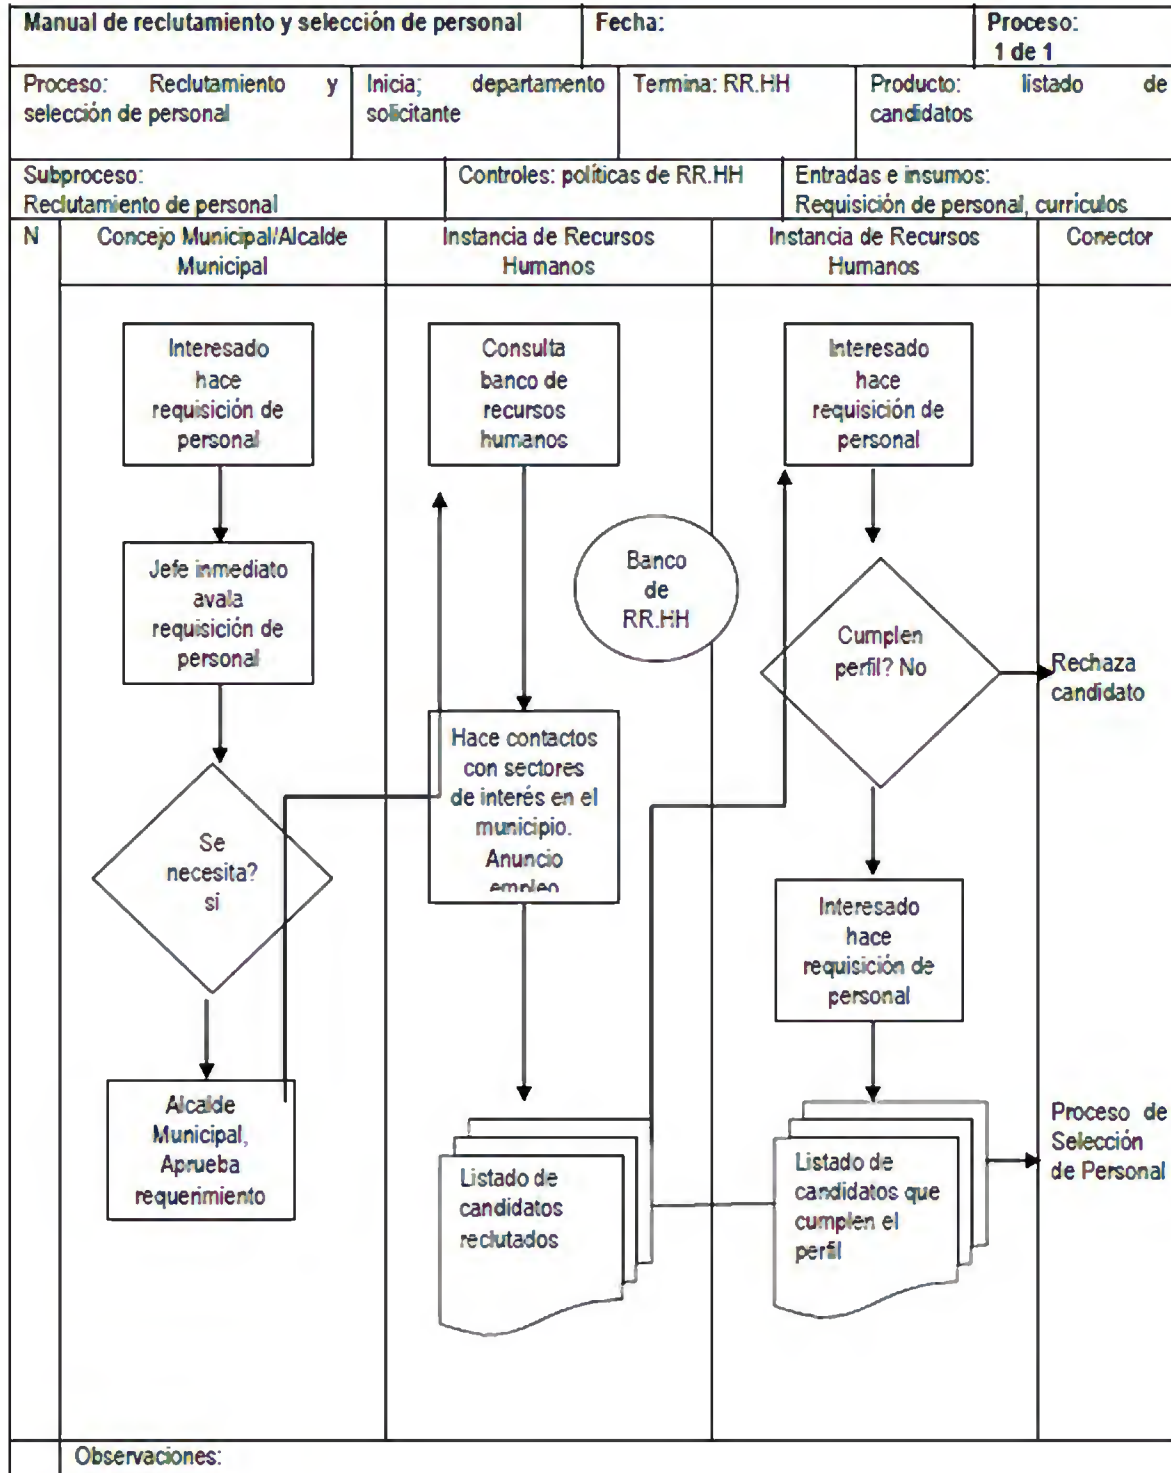 Manual de reclutamiento y selección de personal
Fecha:
Proceso:
1 de 1
Proceso: Reclutamiento y
selección de personal
Inicia; departamento
solicitante
Termina: RR.HH
Producto: listado de
candidatos
Subproceso:
Reclutamiento de personal
Controles: políticas de RR.HH
Entradas e insumos:
Requisición de personal, currículos
N
Concejo Municipal/Alcalde
Municipal
Instancia de Recursos
Humanos
Instancia de Recursos
Humanos
Conector
Interesado
hace
requisición de
personal
Jefe inmediato
avala
requisición de
personal
Se
necesita?
si
Alcalde
Municipal,
Aprueba
requerimiento
Consulta
banco de
recursos
humanos
Banco
de
RR.HH
Hace contactos
con sectores
de interés en el
municipio.
Anuncio
empleo
Listado de
candidatos
reclutados
Interesado
hace
requisición de
personal
Cumplen
perfil? No
Rechaza
candidato
Interesado
hace
requisición de
personal
Listado de
candidatos que
cumplen el
perfil
Proceso de
Selección
de Personal
Observaciones: